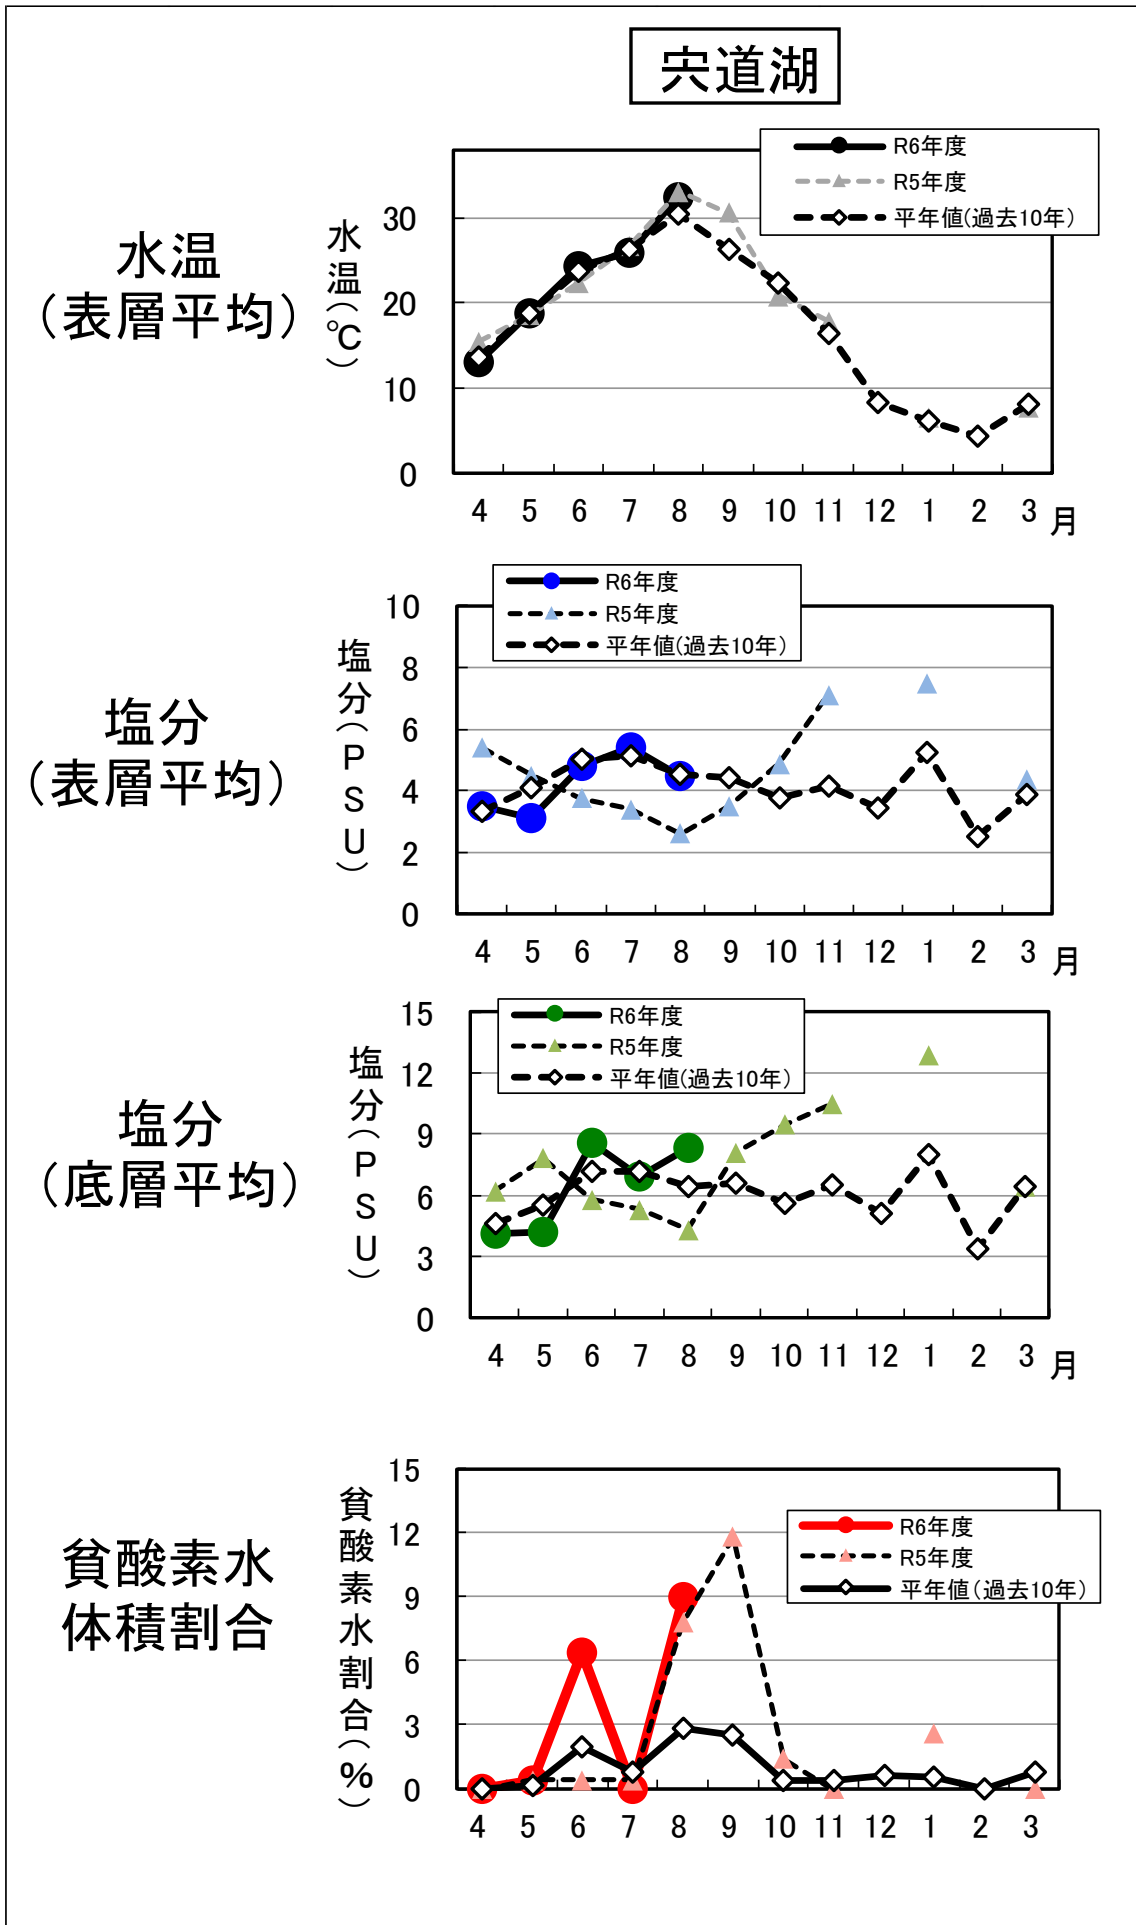 宍道湖
水温
（表層平均）
水温(℃)
R6年度
R5年度
平年値(過去10年)
30
20
10
0
4 5 6 7 8 9 10 11 12 1 2 3 月
塩分
（表層平均）
塩分(PSU)
R6年度
R5年度
平年値(過去10年)
10
8
6
4
2
0
4 5 6 7 8 9 10 11 12 1 2 3 月
塩分
（底層平均）
塩分(PSU)
R6年度
R5年度
平年値(過去10年)
15
12
9
6
3
0
4 5 6 7 8 9 10 11 12 1 2 3 月
貧酸素水
体積割合
貧酸素水割合(%)
R6年度
R5年度
平年値(過去10年)
15
12
9
6
3
0
4 5 6 7 8 9 10 11 12 1 2 3